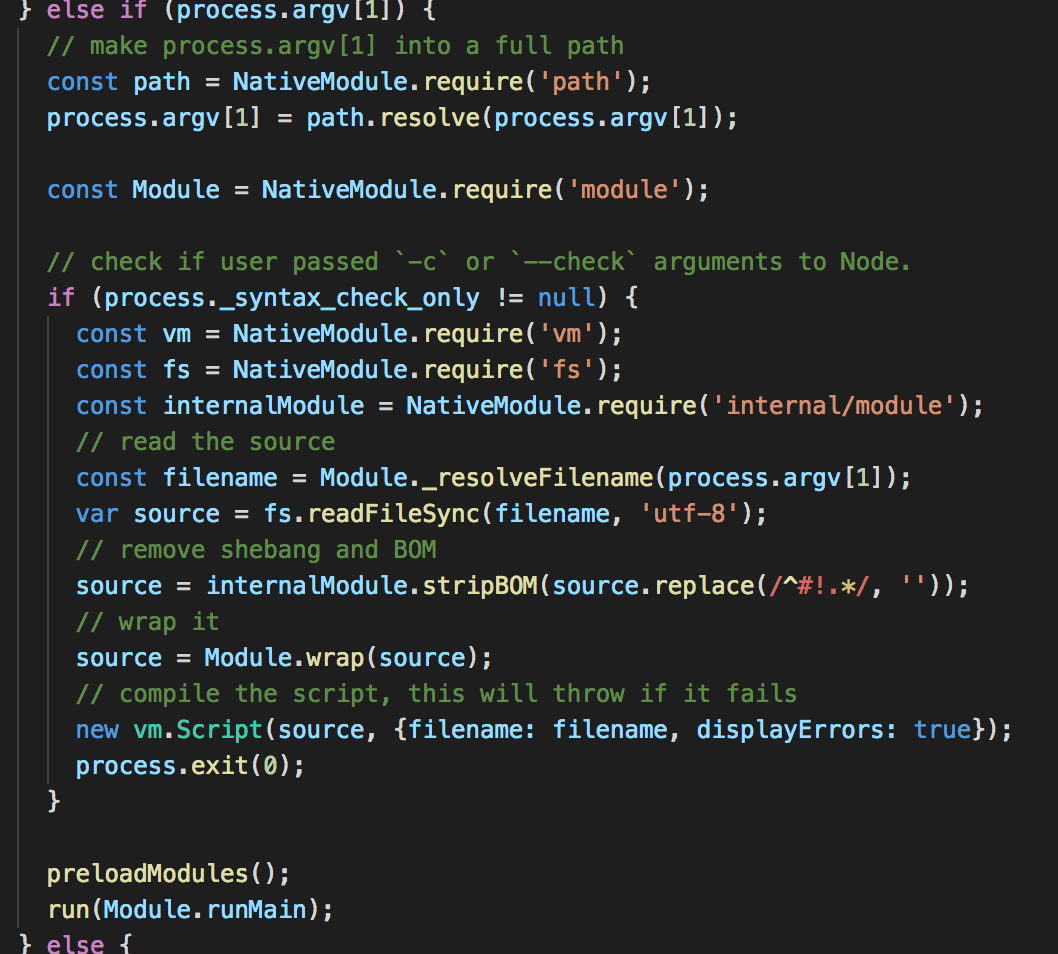 } else if (process.argv[1]) {
// make process.argv[1] into a full path
const path = NativeModule.require('path');
process.argv[1] = path.resolve(process.argv[1]);
const Module = NativeModule.require('module');
// check if user passed `-c` or `--check` arguments to Node.
if (process._syntax_check_only != null) {
const vm = NativeModule.require('vm');
const fs = NativeModule.require('fs');
const internalModule = NativeModule.require('internal/module');
// read the source
const filename = Module._resolveFilename(process.argv[1]);
var source = fs.readFileSync(filename, 'utf-8');
// remove shebang and BOM
source = internalModule.stripBOM(source.replace(/^#!.*/, ''));
// wrap it
source = Module.wrap(source);
// compile the script, this will throw if it fails
new vm.Script(source, {filename: filename, displayErrors: true});
process.exit(0);
}
preloadModules();
run(Module.runMain);
} else {